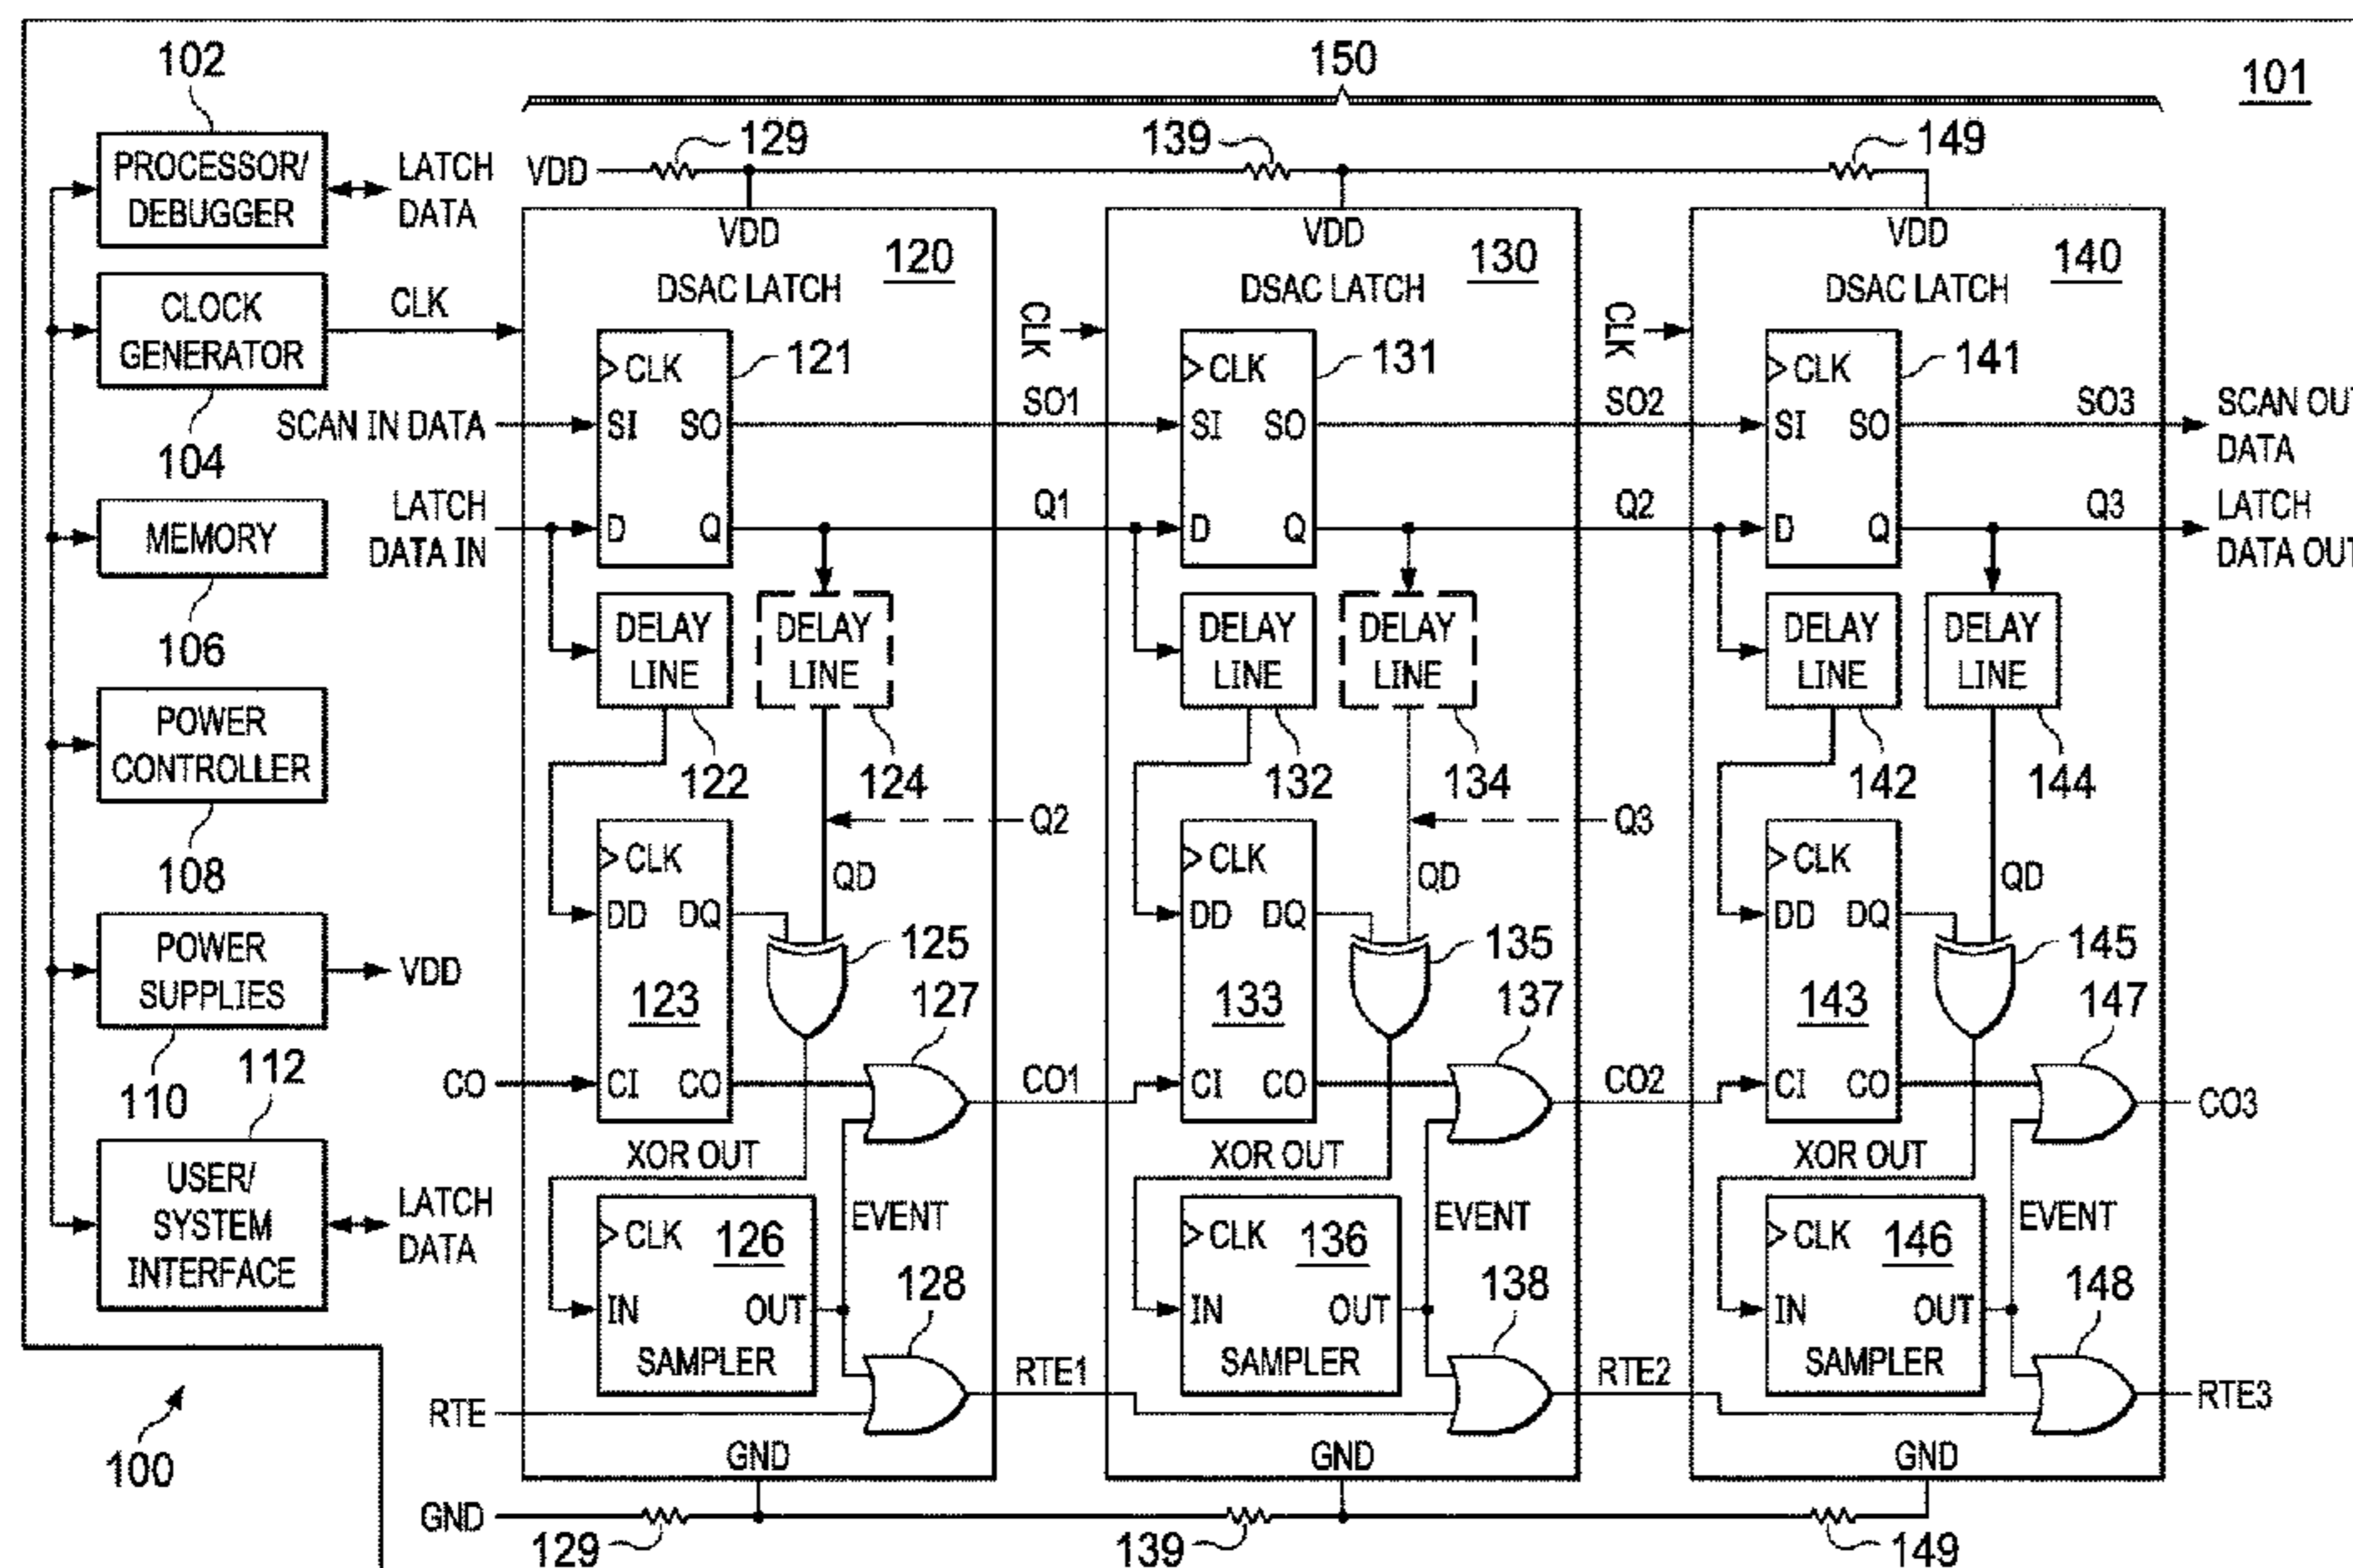 150
101
102
PROCESSOR/
DEBUGGER
LATCH
DATA
CLOCK
GENERATOR
CLK
104
MEMORY
106
POWER
CONTROLLER
108
POWER
SUPPLIES
VDD
110
112
USER/
SYSTEM
INTERFACE
LATCH
DATA
100
VDD
129
139
149
SCAN IN DATA
LATCH
DATA IN
CO
RTE
GND
VDD
DSAC LATCH
120
CLK
121
SI
SO
D
Q
DELAY
LINE
DELAY
LINE
122
124
Q2
CLK
QD
DD
DQ
125
123
127
CI
CO
XOR OUT
EVENT
CLK
126
128
IN
OUT
SAMPLER
GND
129
CLK
SO1
Q1
CO1
RTE1
VDD
DSAC LATCH
130
CLK
131
SI
SO
D
Q
DELAY
LINE
DELAY
LINE
132
134
Q3
CLK
QD
DD
DQ
135
133
137
CI
CO
XOR OUT
EVENT
CLK
136
138
IN
OUT
SAMPLER
GND
139
CLK
SO2
Q2
CO2
RTE2
VDD
DSAC LATCH
140
CLK
141
SI
SO
D
Q
DELAY
LINE
DELAY
LINE
142
144
CLK
QD
DD
DQ
145
143
147
CI
CO
XOR OUT
EVENT
CLK
146
148
IN
OUT
SAMPLER
GND
149
SO3
SCAN OUT
DATA
Q3
LATCH
DATA OUT
CO3
RTE3